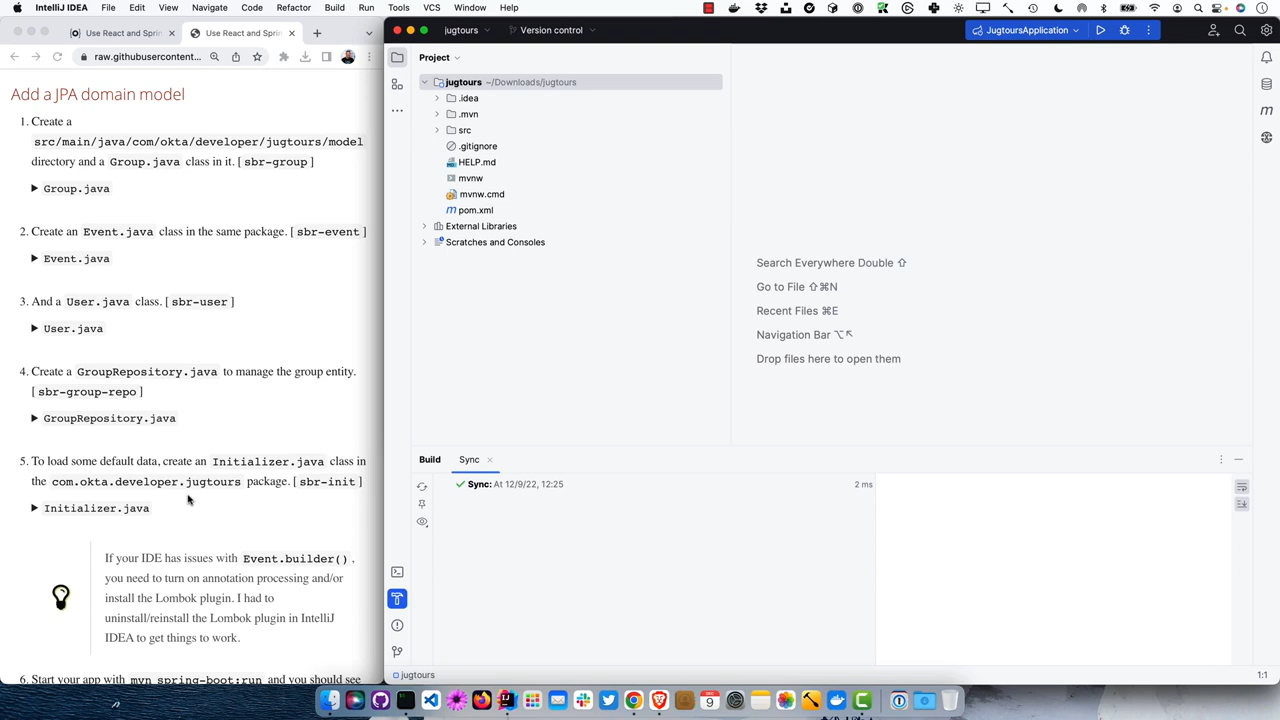 IntelliJ IDEA File Edit View Navigate Code Refactor Build Run Tools VCS Window Help
Use React and Sprin
Use React and Sprin
raw.githubusercontent...
Add a JPA domain model
1. Create a
src/main/java/com/okta/developer/jugtours/model
directory and a Group.java class in it. [ sbr-group ]
Group.java
2. Create an Event.java class in the same package. [ sbr-event ]
Event.java
3. And a User.java class. [ sbr-user ]
User.java
4. Create a GroupRepository.java to manage the group entity.
[ sbr-group-repo ]
GroupRepository.java
5. To load some default data, create an Initializer.java class in
the com.okta.developer.jugtours package. [ sbr-init ]
Initializer.java
If your IDE has issues with Event.builder() ,
you need to turn on annotation processing and/or
install the Lombok plugin. I had to
uninstall/reinstall the Lombok plugin in IntelliJ
IDEA to get things to work.
6. Start your app with mvn spring-boot:run and you should see
jugtours Version control JugtoursApplication
Project
jugtours ~/Downloads/jugtours
.idea
.mvn
src
.gitignore
HELP.md
mvnw
mvnw.cmd
pom.xml
External Libraries
Scratches and Consoles
Search Everywhere Double ⇧
Go to File ⇧⌘N
Recent Files ⌘E
Navigation Bar ⌥↖
Drop files here to open them
Build Sync
Sync: At 12/9/22, 12:25 2 ms
jugtours 1:1